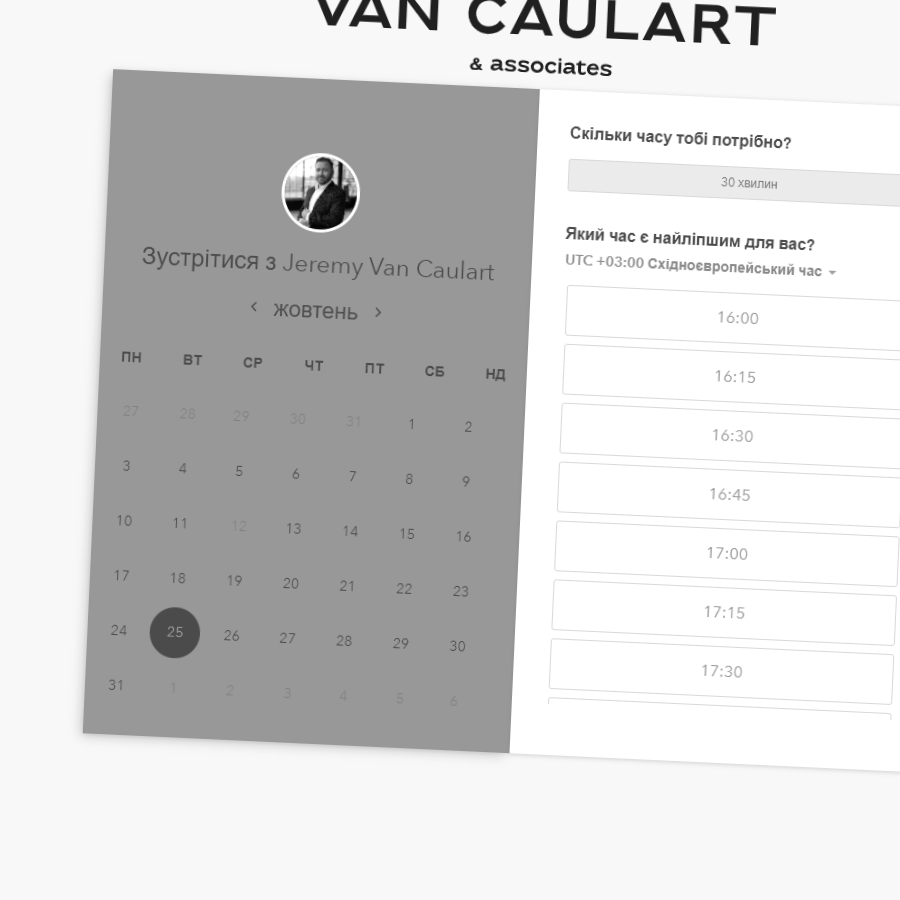 VAN CAULART
& associates
Зустрітися з Jeremy Van Caulart
жовтень
ПН ВТ СР ЧТ ПТ СБ НД
27 28 29 30 31 1 2
3 4 5 6 7 8 9
10 11 12 13 14 15 16
17 18 19 20 21 22 23
24 25 26 27 28 29 30
31 1 2 3 4 5 6
Скільки часу тобі потрібно?
30 хвилин
Який час є найліпшим для вас?
UTC +03:00 Східноєвропейський час
16:00
16:15
16:30
16:45
17:00
17:15
17:30